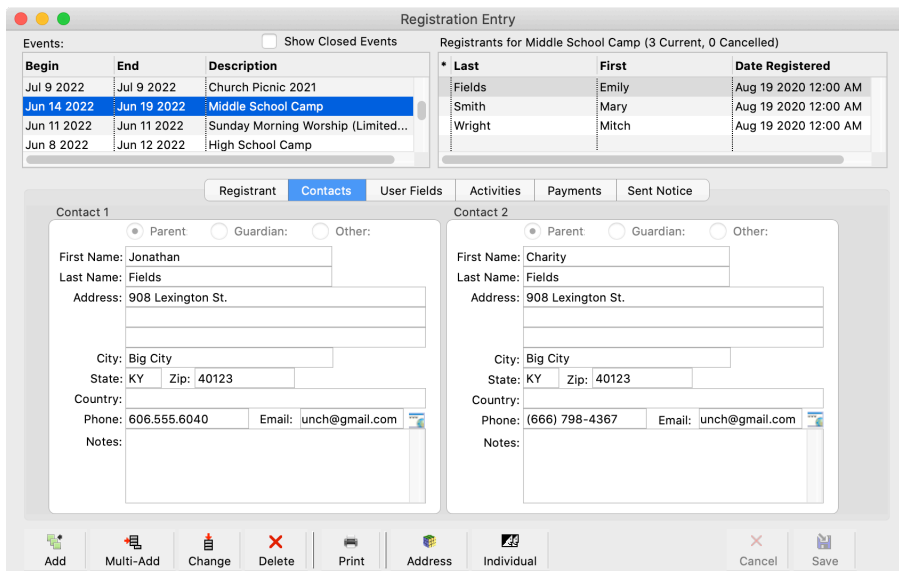 Registration Entry
Events:
Show Closed Events
Registrants for Middle School Camp (3 Current, 0 Cancelled)
Begin End Description
Jul 9 2022 Jul 9 2022 Church Picnic 2021
Jun 14 2022 Jun 19 2022 Middle School Camp
Jun 11 2022 Jun 11 2022 Sunday Morning Worship (Limited...
Jun 8 2022 Jun 12 2022 High School Camp
* Last First Date Registered
Fields Emily Aug 19 2020 12:00 AM
Smith Mary Aug 19 2020 12:00 AM
Wright Mitch Aug 19 2020 12:00 AM
Registrant Contacts User Fields Activities Payments Sent Notice
Contact 1
Parent Guardian: Other:
First Name: Jonathan
Last Name: Fields
Address: 908 Lexington St.
City: Big City
State: KY Zip: 40123
Country:
Phone: 606.555.6040 Email: unch@gmail.com
Notes:
Contact 2
Parent Guardian: Other:
First Name: Charity
Last Name: Fields
Address: 908 Lexington St.
City: Big City
State: KY Zip: 40123
Country:
Phone: (666) 798-4367 Email: unch@gmail.com
Notes:
Add Multi-Add Change Delete Print Address Individual Cancel Save